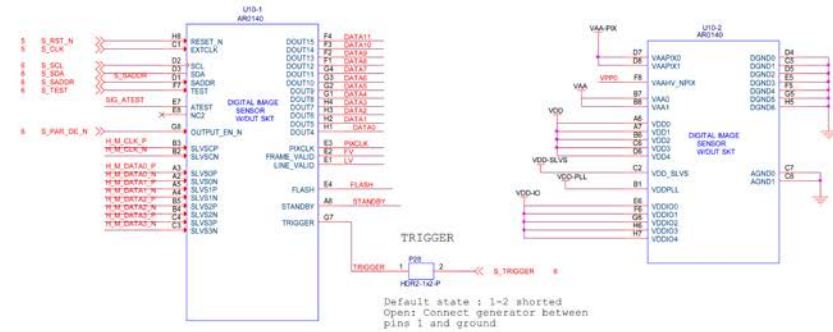 U10-1
AR0140
5 S_RST_N
5 S_CLK
6 S_SCL
6 S_SDA
6 S_SADDR
6 S_TEST
S_SADDR
SIG_ATEST
6 S_PAR_OE_N
H_M_CLK_P
H_M_CLK_N
H_M_DATA0_P
H_M_DATA0_N
H_M_DATA1_P
H_M_DATA1_N
H_M_DATA2_P
H_M_DATA2_N
H_M_DATA3_P
H_M_DATA3_N
H8 RESET_N
C1 EXTCLK
D2 SCL
D3 SDA
D1 SADDR
F7 TEST
E7 ATEST
E8 NC2
G8 OUTPUT_EN_N
B3 SLVSCP
B2 SLVSCN
A3 SLVS0P
A2 SLVS0N
A5 SLVS1P
A4 SLVS1N
B5 SLVS2P
B4 SLVS2N
C4 SLVS3P
C3 SLVS3N
DIGITAL IMAGE
SENSOR
W/DUT SKT
DOUT15 F4 DATA11
DOUT14 F3 DATA10
DOUT13 F2 DATA9
DOUT12 F1 DATA8
DOUT11 G4 DATA7
DOUT10 G3 DATA6
DOUT9 G2 DATA5
DOUT8 G1 DATA4
DOUT7 H4 DATA3
DOUT6 H3 DATA2
DOUT5 H2 DATA1
DOUT4 H1 DATA0
PIXCLK E3 PIXCLK
FRAME_VALID E2 FV
LINE_VALID E1 LV
FLASH E4 FLASH
STANDBY A8 STANDBY
TRIGGER G7
TRIGGER
TRIGGER 1 P28 2 S_TRIGGER 6
HDR2-1x2-P
Default state : 1-2 shorted
Open: Connect generator between
pins 1 and ground
U10-2
AR0140
VAA-PIX
VPP0
VAA
VDD
VDD-SLVS
VDD-PLL
VDD-IO
D7 VAAPIX0
D8 VAAPIX1
F8 VAAHV_NPIX
B7 VAA0
B8 VAA1
A6 VDD0
A7 VDD1
B6 VDD2
C6 VDD3
D6 VDD4
C2 VDD_SLVS
B1 VDDPLL
E6 VDDIO0
F6 VDDIO1
G6 VDDIO2
H6 VDDIO3
H7 VDDIO4
DIGITAL IMAGE
SENSOR
W/DUT SKT
DGND0 D4
DGND1 C5
DGND2 D5
DGND3 E5
DGND4 F5
DGND5 G5
DGND6 H5
AGND0 C7
AGND1 C8